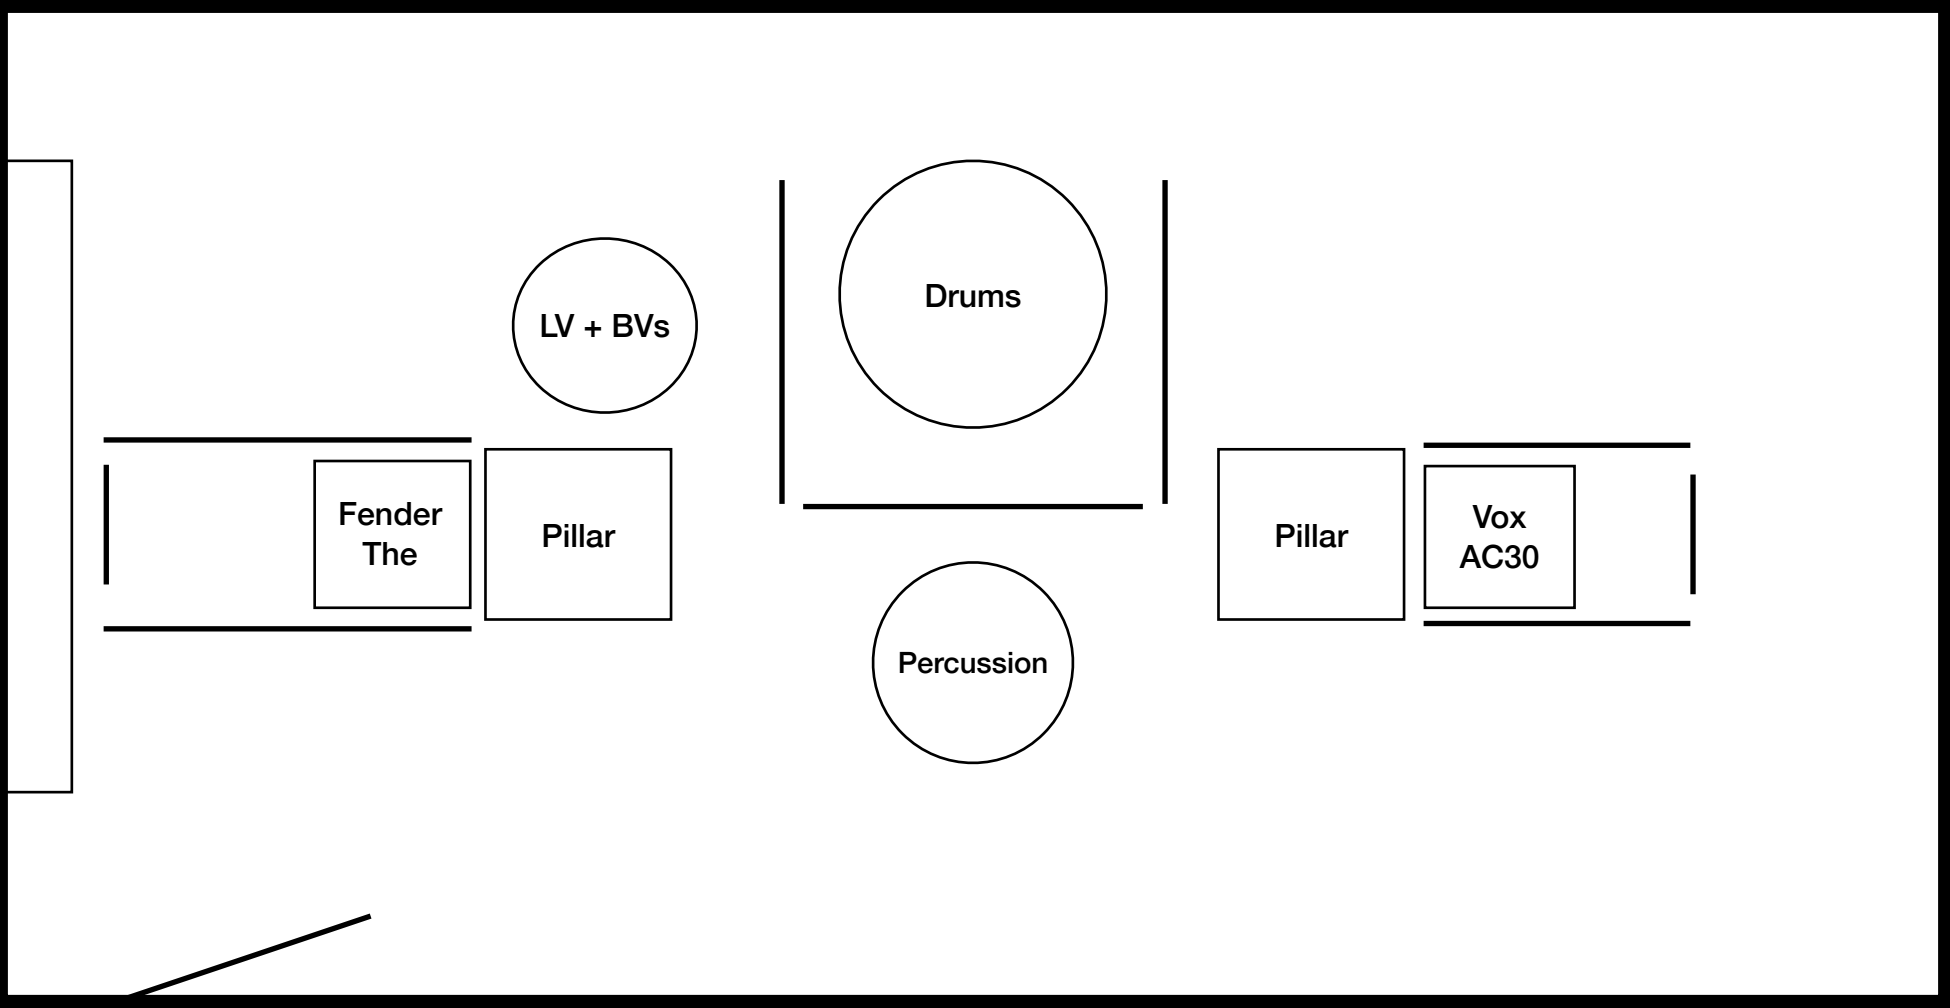 Drums
LV + BVs
Fender
The
Pillar
Pillar
Vox
AC30
Percussion